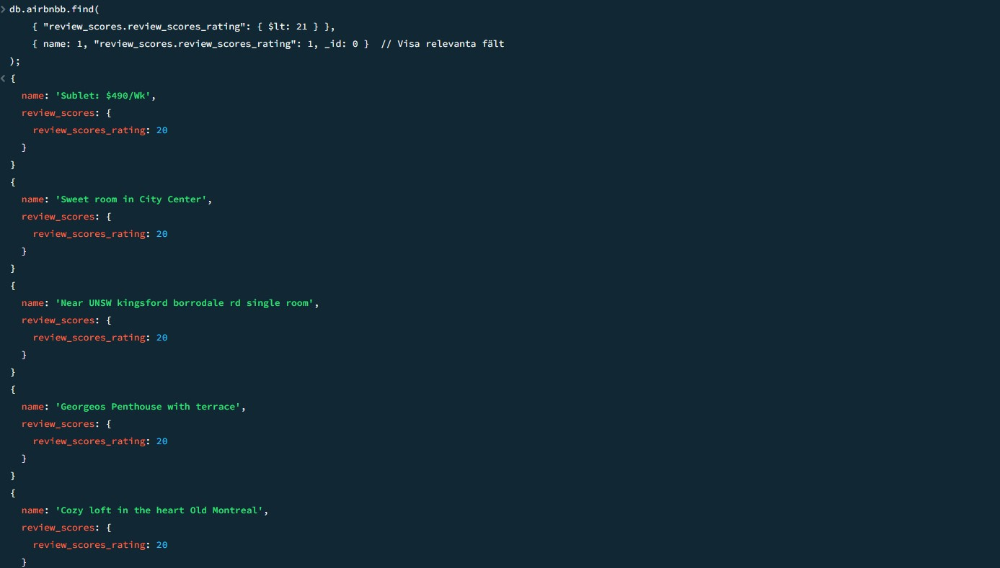 > db.airbnbb.find(
    { "review_scores.review_scores_rating": { $lt: 21 } },
    { name: 1, "review_scores.review_scores_rating": 1, _id: 0 }  // Visa relevanta fält
);
< {
  name: 'Sublet: $490/Wk',
  review_scores: {
    review_scores_rating: 20
  }
}
{
  name: 'Sweet room in City Center',
  review_scores: {
    review_scores_rating: 20
  }
}
{
  name: 'Near UNSW kingsford borrodale rd single room',
  review_scores: {
    review_scores_rating: 20
  }
}
{
  name: 'Georgeos Penthouse with terrace',
  review_scores: {
    review_scores_rating: 20
  }
}
{
  name: 'Cozy loft in the heart Old Montreal',
  review_scores: {
    review_scores_rating: 20
  }